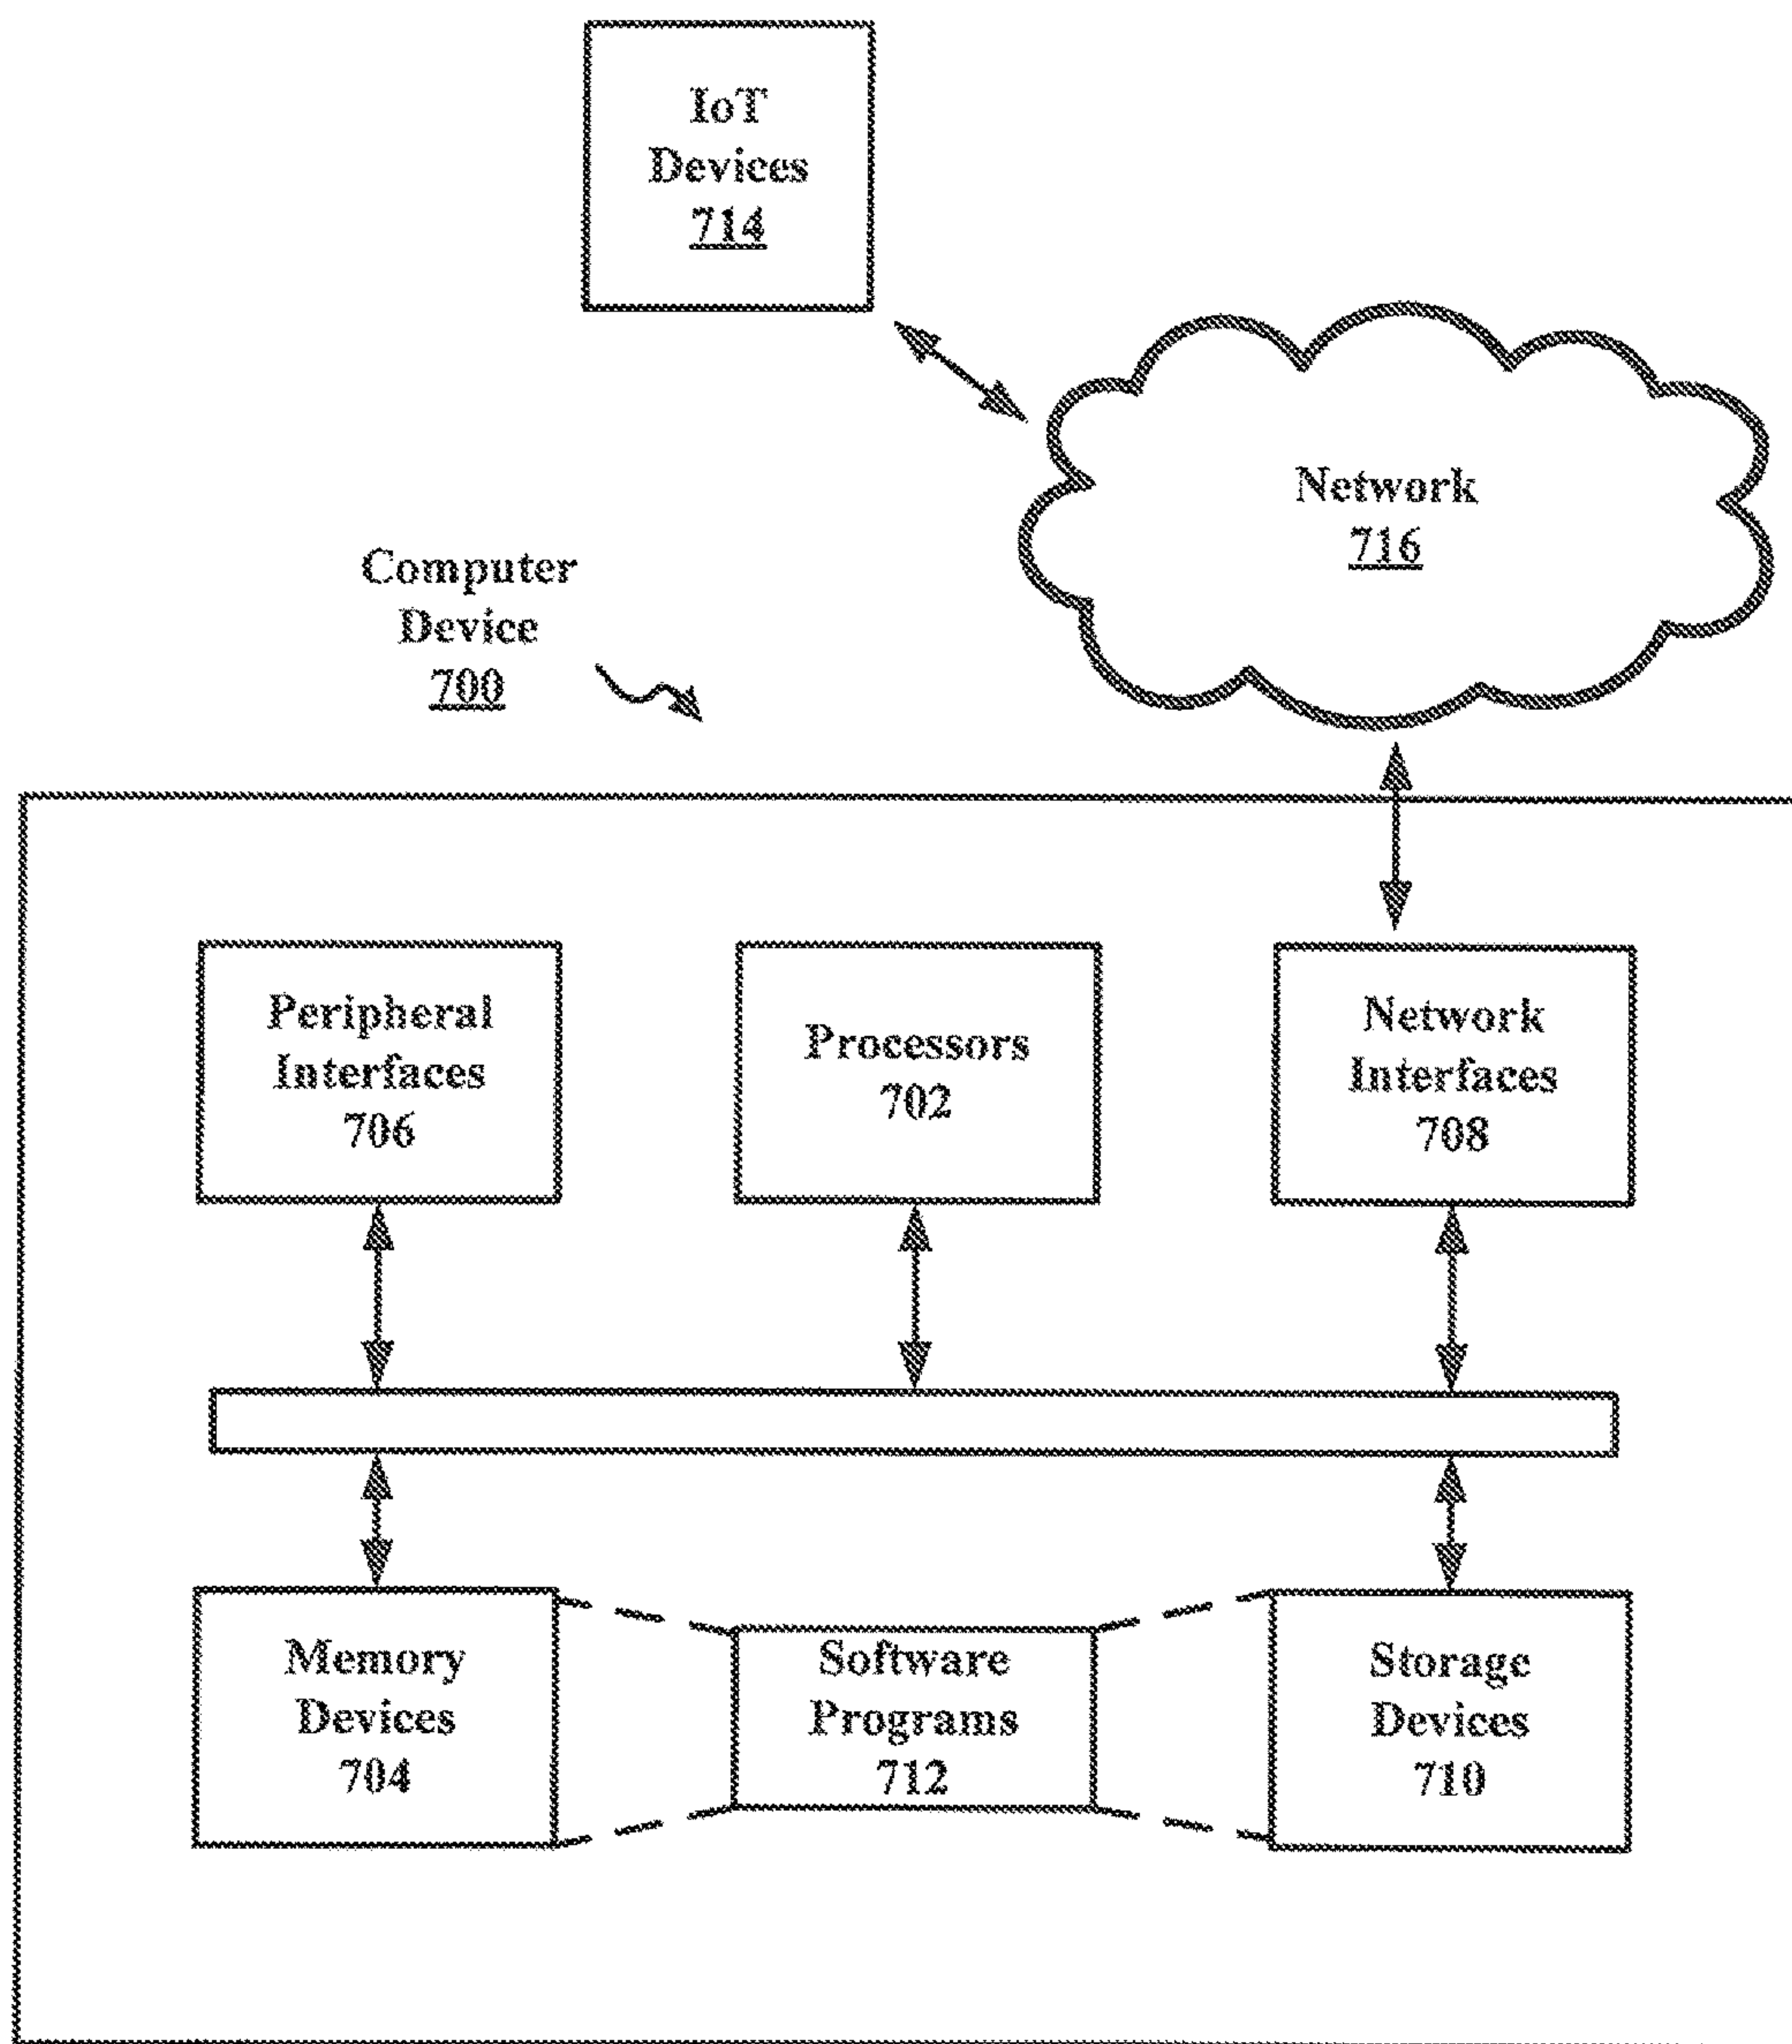 IoT
Devices
714
Network
716
Computer
Device
700
Peripheral
Interfaces
706
Processors
702
Network
Interfaces
708
Memory
Devices
704
Software
Programs
712
Storage
Devices
710